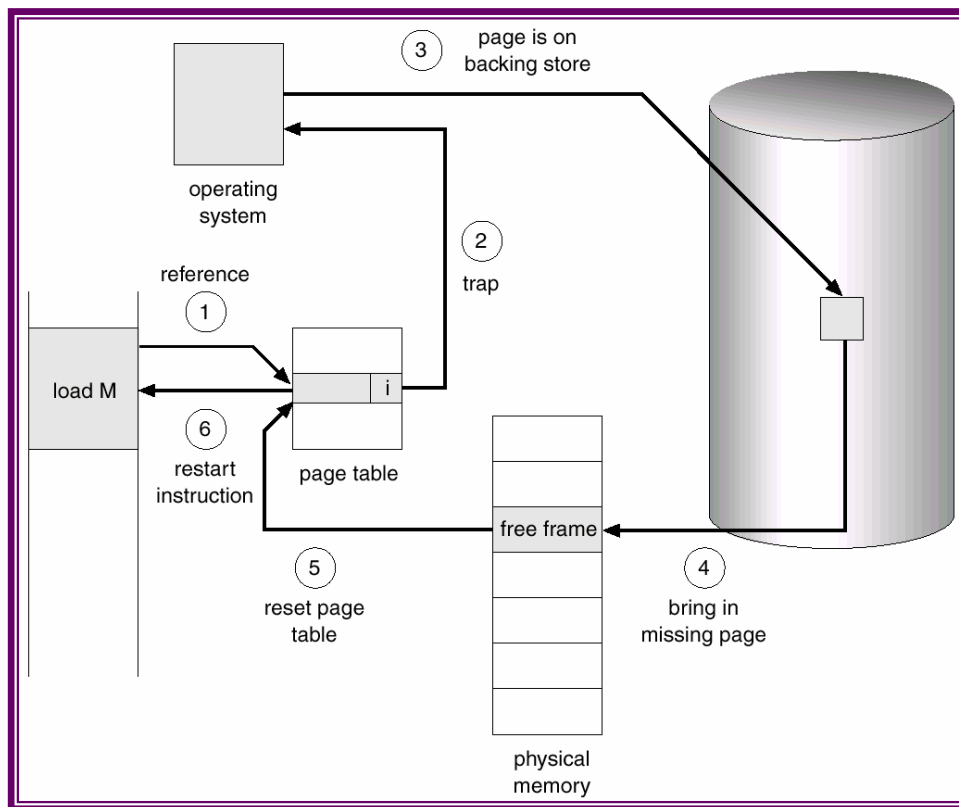 3
page is on
backing store
operating
system
2
trap
reference
1
load M
i
6
restart
instruction
page table
free frame
5
reset page
table
4
bring in
missing page
physical
memory